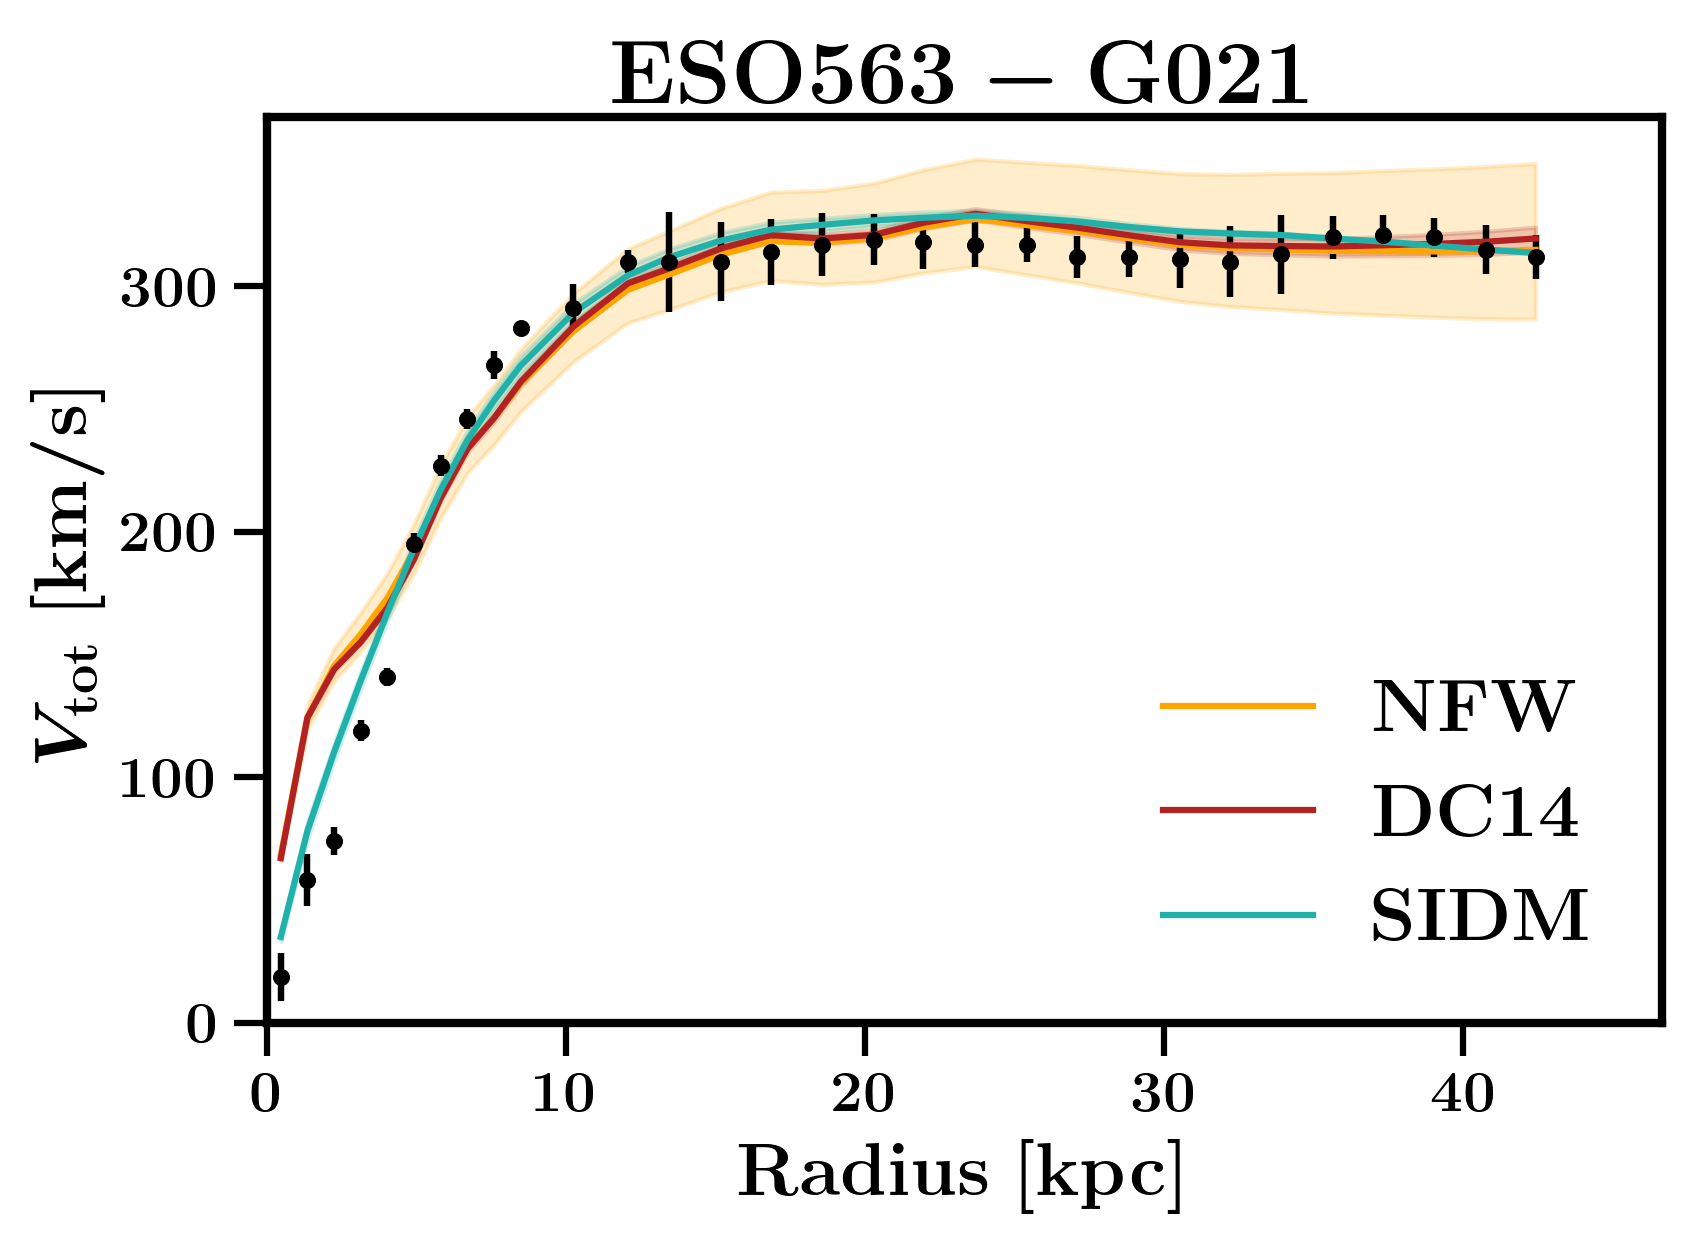 ESO563 − G021
V_tot [km/s]
300
200
100
0
0 10 20 30 40
Radius [kpc]
NFW
DC14
SIDM